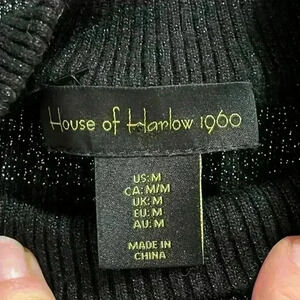 House of Harlow 1960
US: M
CA: M/M
UK: M
EU: M
AU: M
MADE IN
CHINA